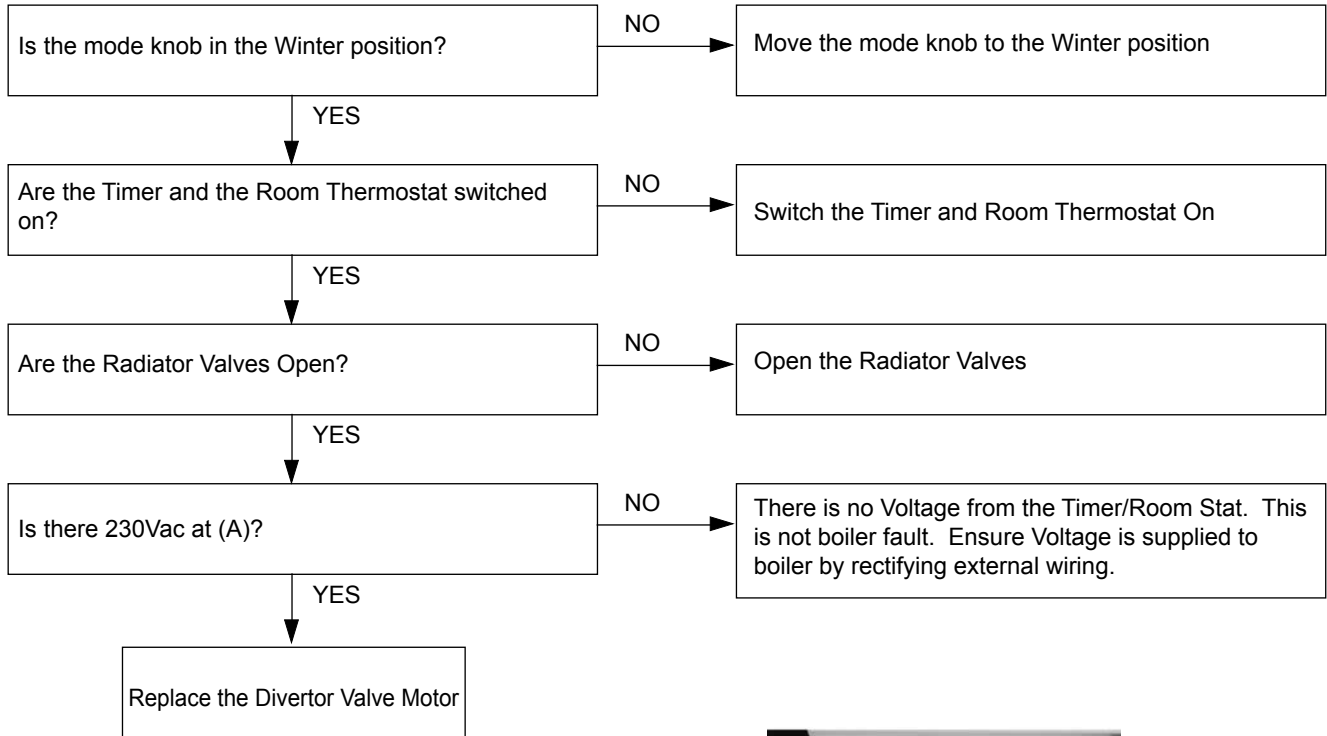 Is the mode knob in the Winter position?
NO
Move the mode knob to the Winter position
YES
Are the Timer and the Room Thermostat switched
on?
NO
Switch the Timer and Room Thermostat On
YES
Are the Radiator Valves Open?
NO
Open the Radiator Valves
YES
Is there 230Vac at (A)?
NO
There is no Voltage from the Timer/Room Stat. This
is not boiler fault. Ensure Voltage is supplied to
boiler by rectifying external wiring.
YES
Replace the Divertor Valve Motor